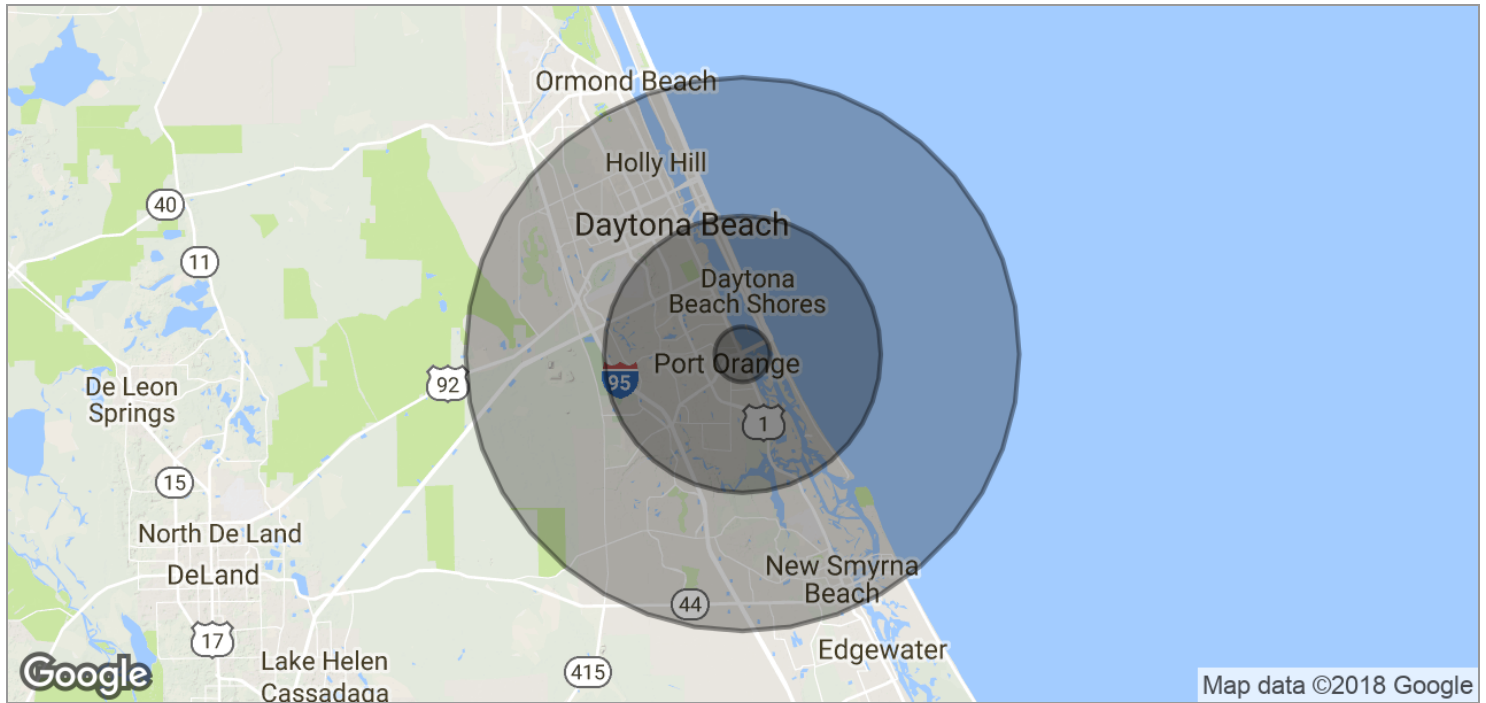 Ormond Beach
Holly Hill
40
Daytona Beach
11
Daytona
Beach Shores
Port Orange
95
92
De Leon
Springs
1
15
North De Land
DeLand
New Smyrna
Beach
44
17
Edgewater
Lake Helen
Cassadaga
415
Google
Map data ©2018 Google